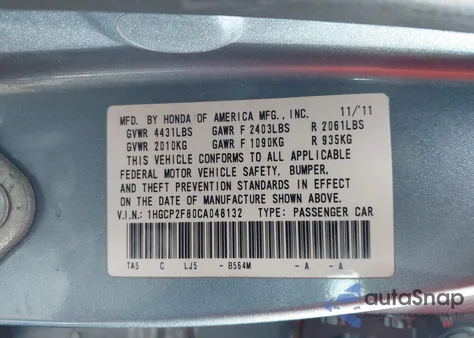 MFD. BY HONDA OF AMERICA MFG., INC. 11/'11
GVWR 4431LBS GAWR F 2403LBS R 2061LBS
GVWR 2010KG GAWR F 1090KG R 935KG
THIS VEHICLE CONFORMS TO ALL APPLICABLE
FEDERAL MOTOR VEHICLE SAFETY, BUMPER,
AND THEFT PREVENTION STANDARDS IN EFFECT
ON THE DATE OF MANUFACTURE SHOWN ABOVE.
V.I.N.: 1HGCP2F80CA048132 TYPE: PASSENGER CAR
TA5 C LJ5 - B564M - A - A
autoSnap